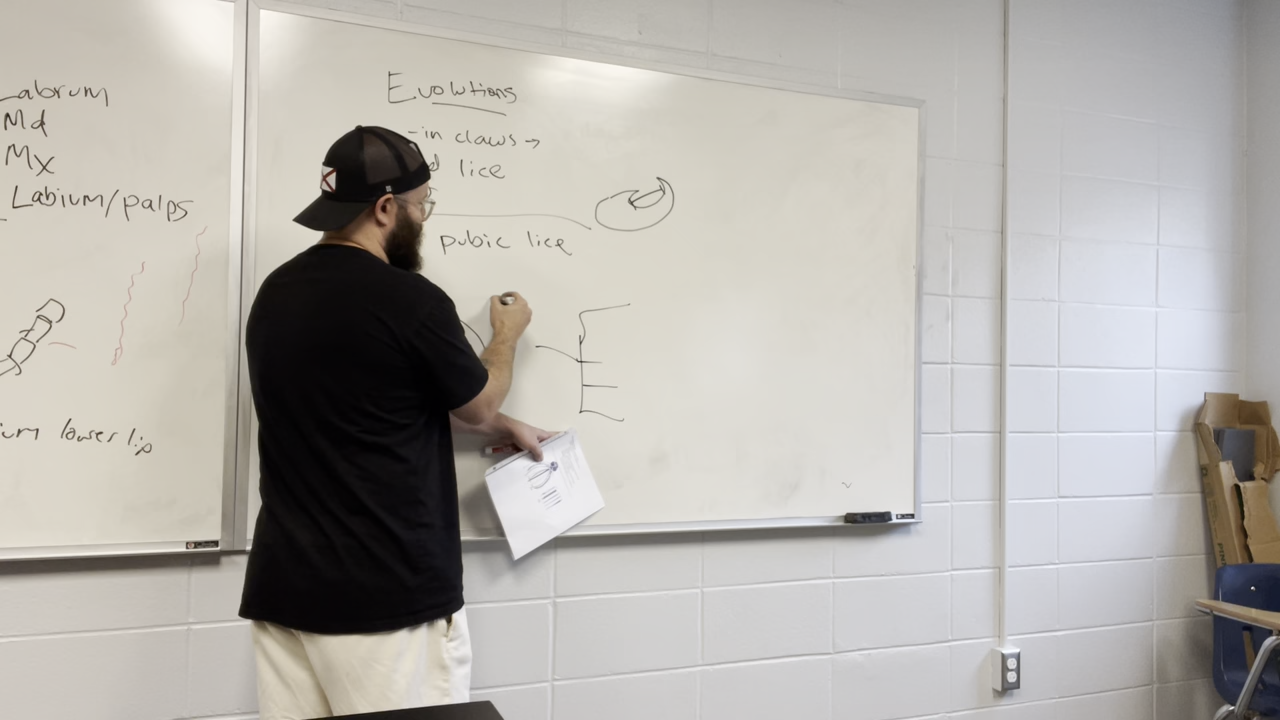 Labrum
Md
Mx
Labium/palps
lower lip
Evolutions
-in claws →
lice
pubic lice